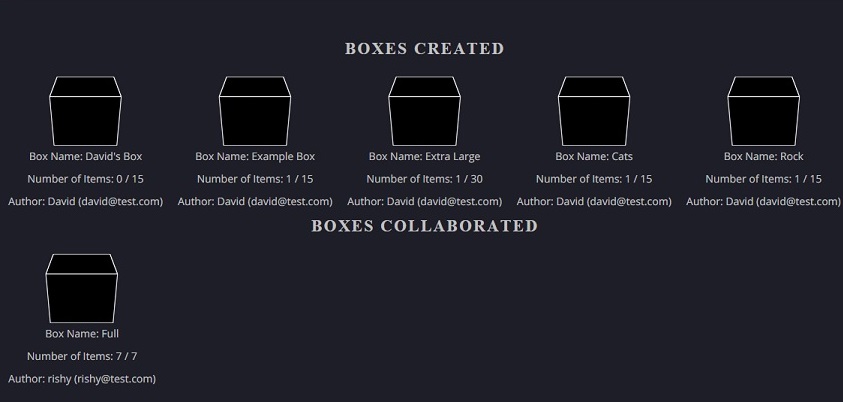 BOXES CREATED
Box Name: David's Box
Number of Items: 0 / 15
Author: David (david@test.com)
Box Name: Example Box
Number of Items: 1 / 15
Author: David (david@test.com)
Box Name: Extra Large
Number of Items: 1 / 30
Author: David (david@test.com)
Box Name: Cats
Number of Items: 1 / 15
Author: David (david@test.com)
Box Name: Rock
Number of Items: 1 / 15
Author: David (david@test.com)
BOXES COLLABORATED
Box Name: Full
Number of Items: 7 / 7
Author: rishy (rishy@test.com)